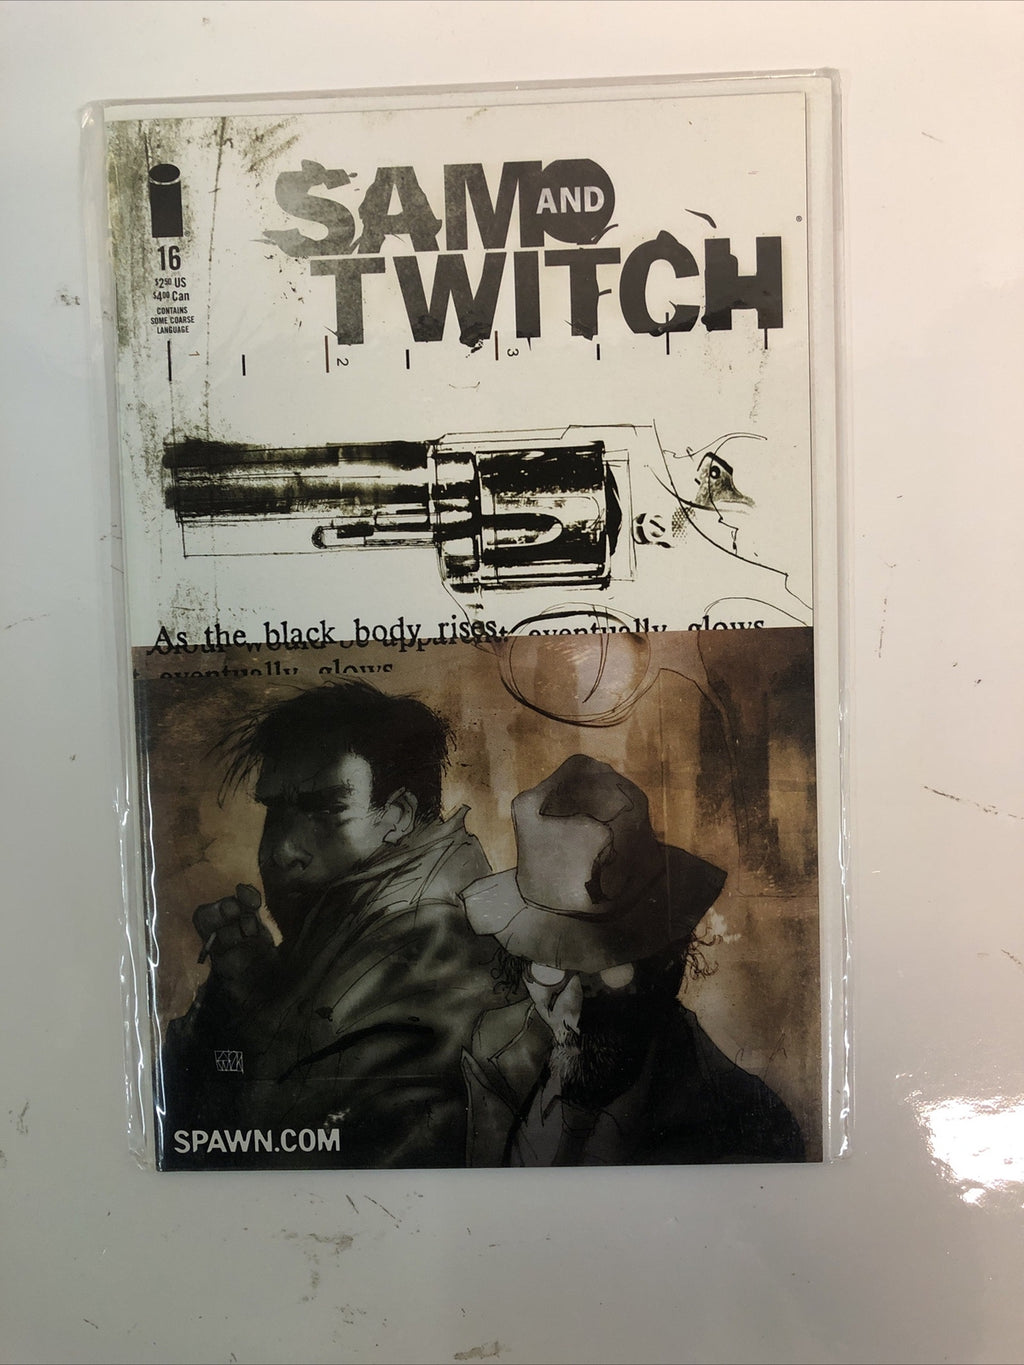 SAM AND
TWITCH
®
16
$2.50 US
$4.00 Can
CONTAINS
SOME COARSE
LANGUAGE
1
2
3
As the black body rises, eventually glows
eventually glows
SPAWN.COM